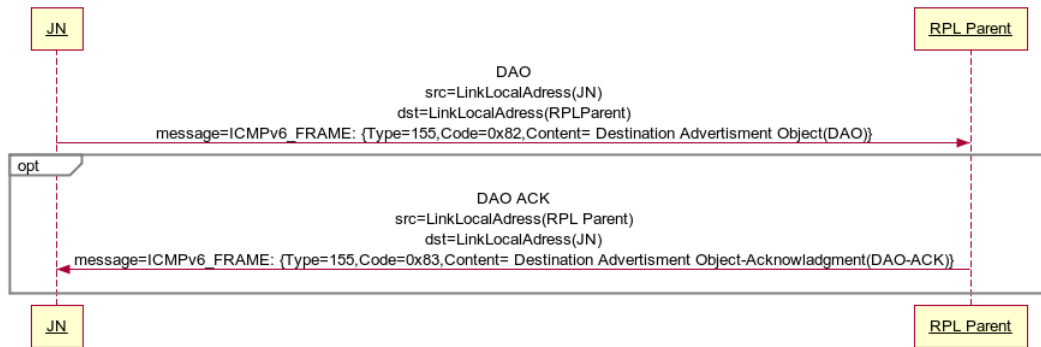 JN
RPL Parent
DAO
src=LinkLocalAdress(JN)
dst=LinkLocalAdress(RPLParent)
message=ICMPv6_FRAME: {Type=155,Code=0x82,Content= Destination Advertisment Object(DAO)}
opt
DAO ACK
src=LinkLocalAdress(RPL Parent)
dst=LinkLocalAdress(JN)
message=ICMPv6_FRAME: {Type=155,Code=0x83,Content= Destination Advertisment Object-Acknowladgment(DAO-ACK)}
JN
RPL Parent